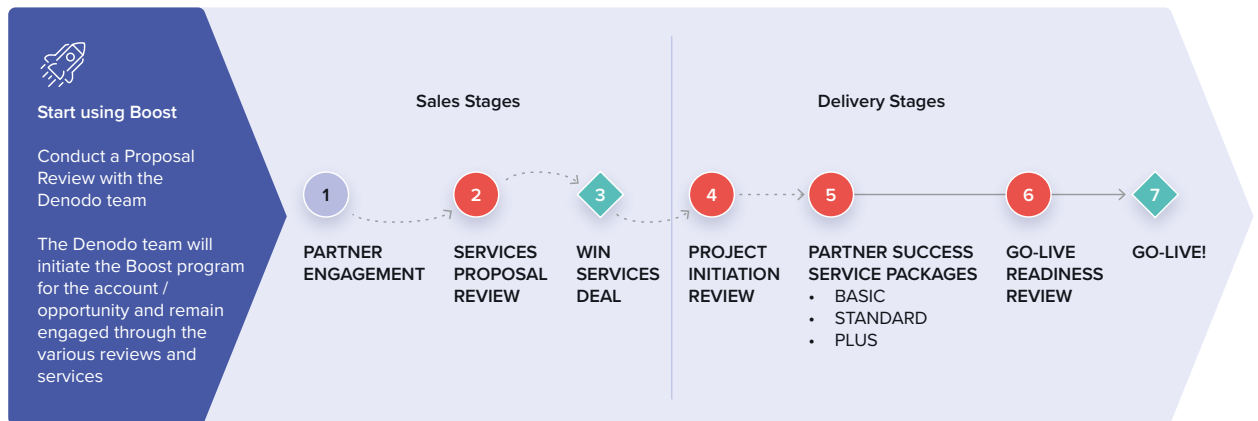 Start using Boost
Conduct a Proposal
Review with the
Denodo team
The Denodo team will
initiate the Boost program
for the account /
opportunity and remain
engaged through the
various reviews and
services
Sales Stages
1
PARTNER
ENGAGEMENT
2
SERVICES
PROPOSAL
REVIEW
3
WIN
SERVICES
DEAL
Delivery Stages
4
PROJECT
INITIATION
REVIEW
5
PARTNER SUCCESS
SERVICE PACKAGES
• BASIC
• STANDARD
• PLUS
6
GO-LIVE
READINESS
REVIEW
7
GO-LIVE!